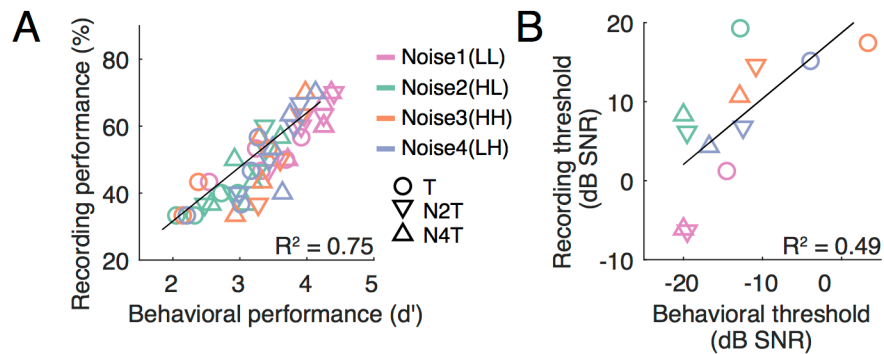 A
Recording performance (%)
80
60
40
20
2
3
4
5
Behavioral performance (d')
R² = 0.75
Noise1(LL)
Noise2(HL)
Noise3(HH)
Noise4(LH)
T
N2T
N4T
B
Recording threshold
(dB SNR)
20
10
0
-10
-20
-10
0
Behavioral threshold
(dB SNR)
R² = 0.49